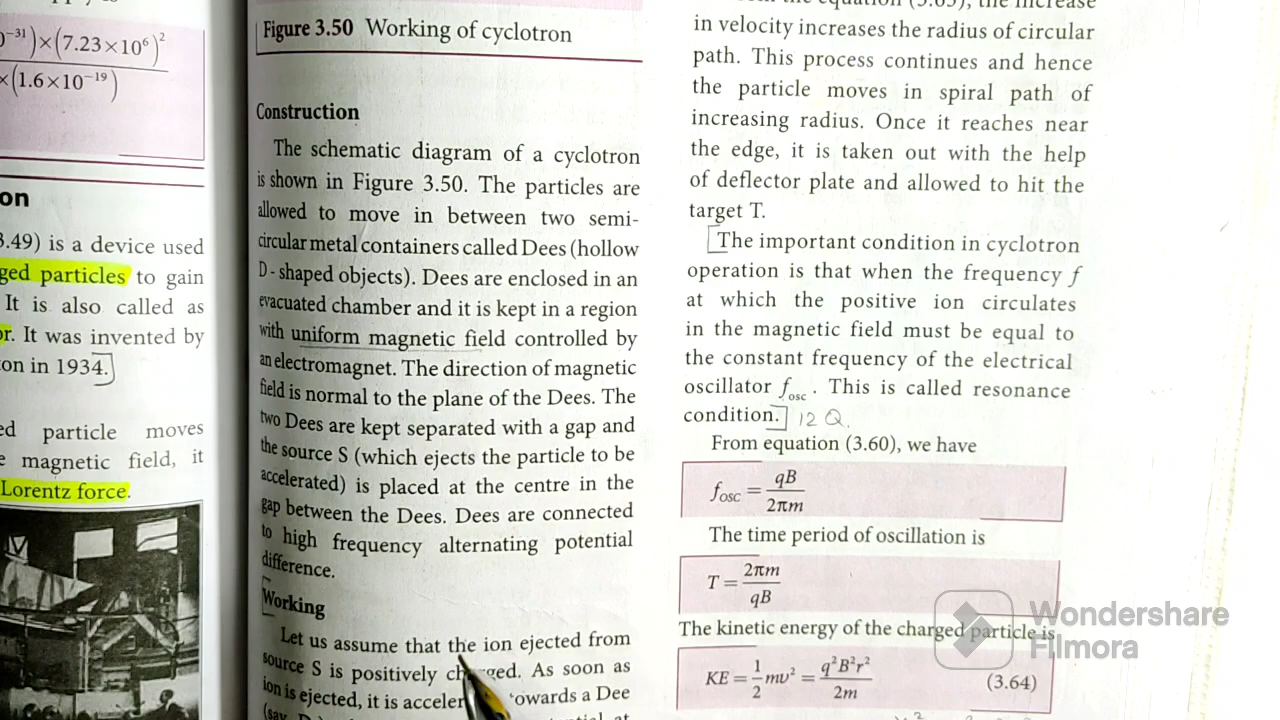 ⁻³¹)×(7.23×10⁶)²
×(1.6×10⁻¹⁹)
on
3.49) is a device used
ged particles to gain
It is also called as
or. It was invented by
on in 1934.
ed particle moves
e magnetic field, it
Lorentz force.
Figure 3.50 Working of cyclotron
Construction
The schematic diagram of a cyclotron
is shown in Figure 3.50. The particles are
allowed to move in between two semi-
circular metal containers called Dees (hollow
D - shaped objects). Dees are enclosed in an
evacuated chamber and it is kept in a region
with uniform magnetic field controlled by
an electromagnet. The direction of magnetic
field is normal to the plane of the Dees. The
two Dees are kept separated with a gap and
the source S (which ejects the particle to be
accelerated) is placed at the centre in the
gap between the Dees. Dees are connected
to high frequency alternating potential
difference.
Working
Let us assume that the ion ejected from
source S is positively charged. As soon as
ion is ejected, it is acceler towards a Dee
equation (3.63), the increase
in velocity increases the radius of circular
path. This process continues and hence
the particle moves in spiral path of
increasing radius. Once it reaches near
the edge, it is taken out with the help
of deflector plate and allowed to hit the
target T.
[The important condition in cyclotron
operation is that when the frequency f
at which the positive ion circulates
in the magnetic field must be equal to
the constant frequency of the electrical
oscillator fosc. This is called resonance
condition.] 12 Q.
From equation (3.60), we have
fOSC = qB / 2πm
The time period of oscillation is
T = 2πm / qB
The kinetic energy of the charged particle is
KE = 1/2 mv² = q²B²r² / 2m (3.64)
Wondershare
Filmora